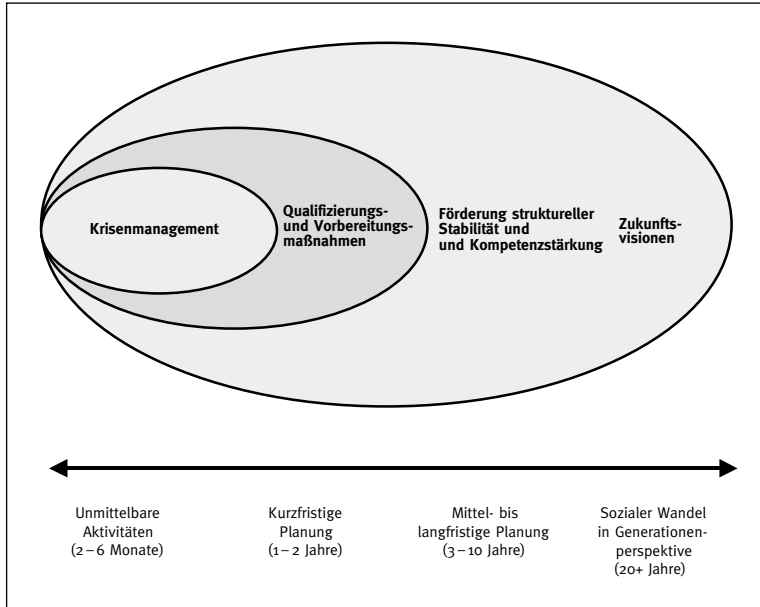 Krisenmanagement
Qualifizierungs-
und Vorbereitungs-
maßnahmen
Förderung struktureller
Stabilität und
und Kompetenzstärkung
Zukunfts-
visionen
Unmittelbare
Aktivitäten
(2–6 Monate)
Kurzfristige
Planung
(1–2 Jahre)
Mittel- bis
langfristige Planung
(3–10 Jahre)
Sozialer Wandel
in Generationen-
perspektive
(20+ Jahre)